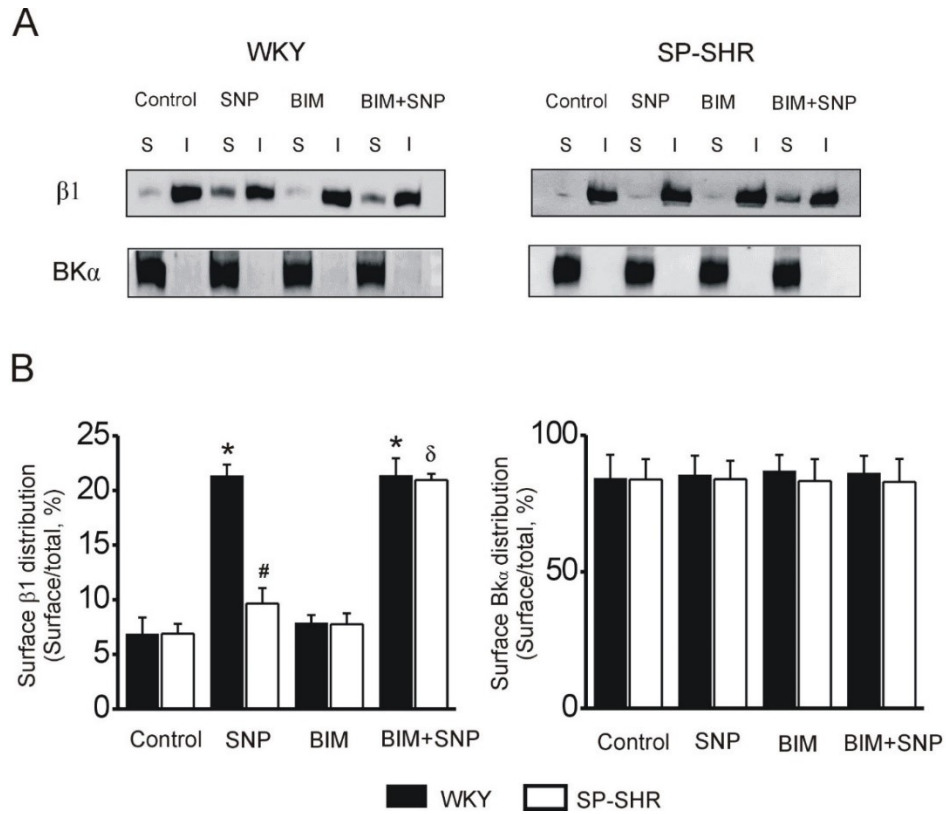 A
WKY
SP-SHR
Control SNP BIM BIM+SNP
Control SNP BIM BIM+SNP
S I S I S I S I
S I S I S I S I
β1
BKα
B
Surface β1 distribution
(Surface/total, %)
25
20
15
10
5
0
*
#
*
δ
Control SNP BIM BIM+SNP
Surface Bkα distribution
(Surface/total, %)
100
50
0
Control SNP BIM BIM+SNP
WKY SP-SHR